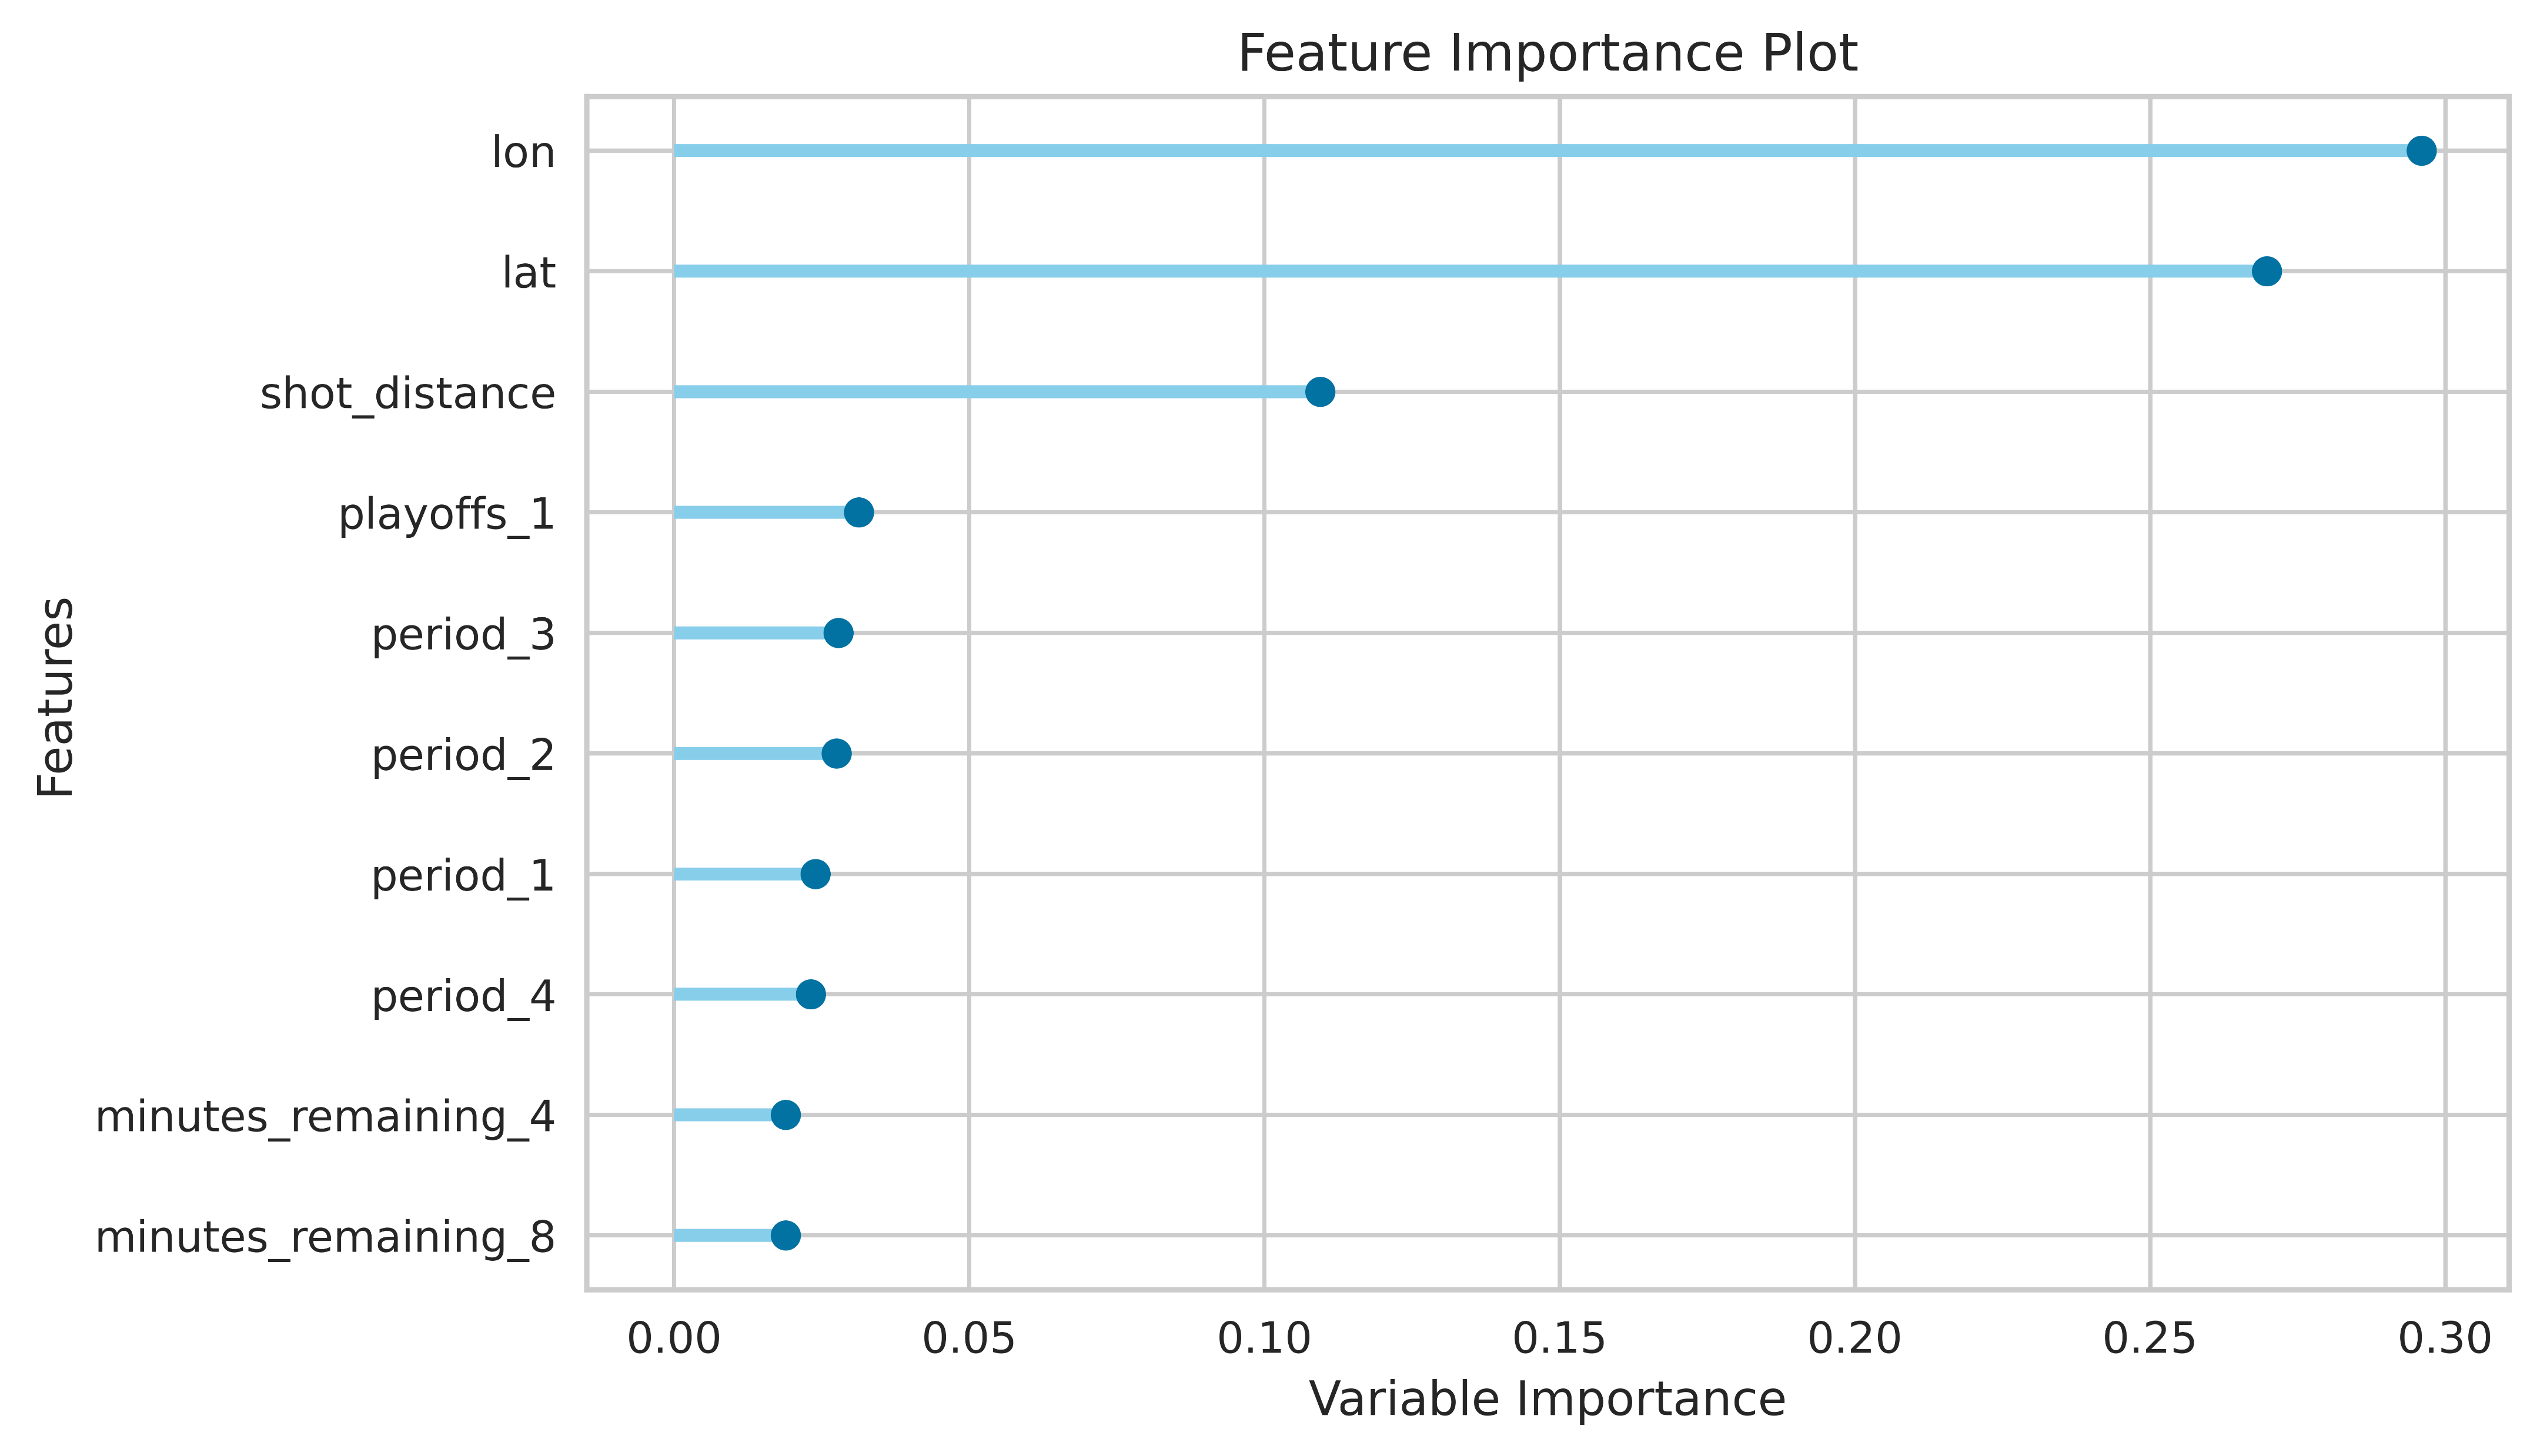 Feature Importance Plot
lon
lat
shot_distance
playoffs_1
period_3
period_2
period_1
period_4
minutes_remaining_4
minutes_remaining_8
Features
0.00 0.05 0.10 0.15 0.20 0.25 0.30
Variable Importance